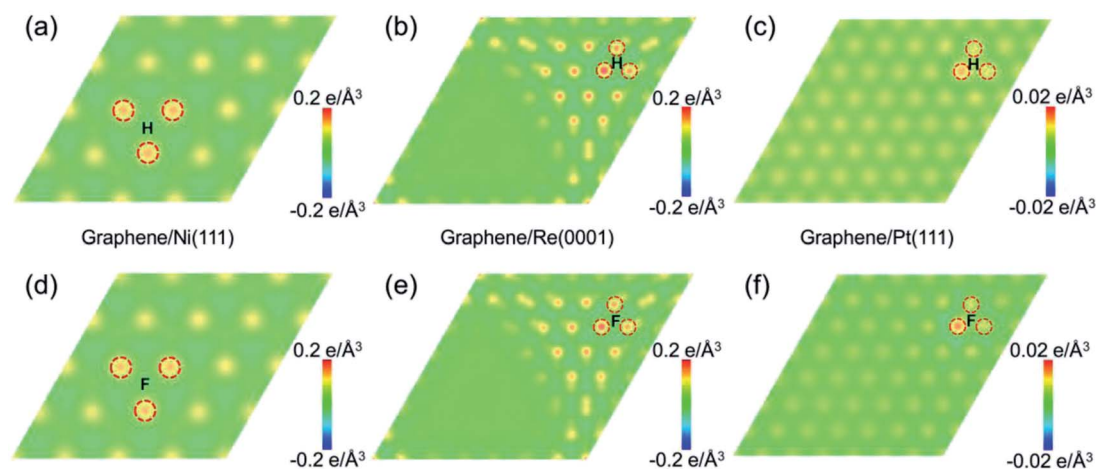 (a) (b) (c)
H H H
0.2 e/Å³ 0.2 e/Å³ 0.02 e/Å³
-0.2 e/Å³ -0.2 e/Å³ -0.02 e/Å³
Graphene/Ni(111) Graphene/Re(0001) Graphene/Pt(111)
(d) (e) (f)
F F F
0.2 e/Å³ 0.2 e/Å³ 0.02 e/Å³
-0.2 e/Å³ -0.2 e/Å³ -0.02 e/Å³